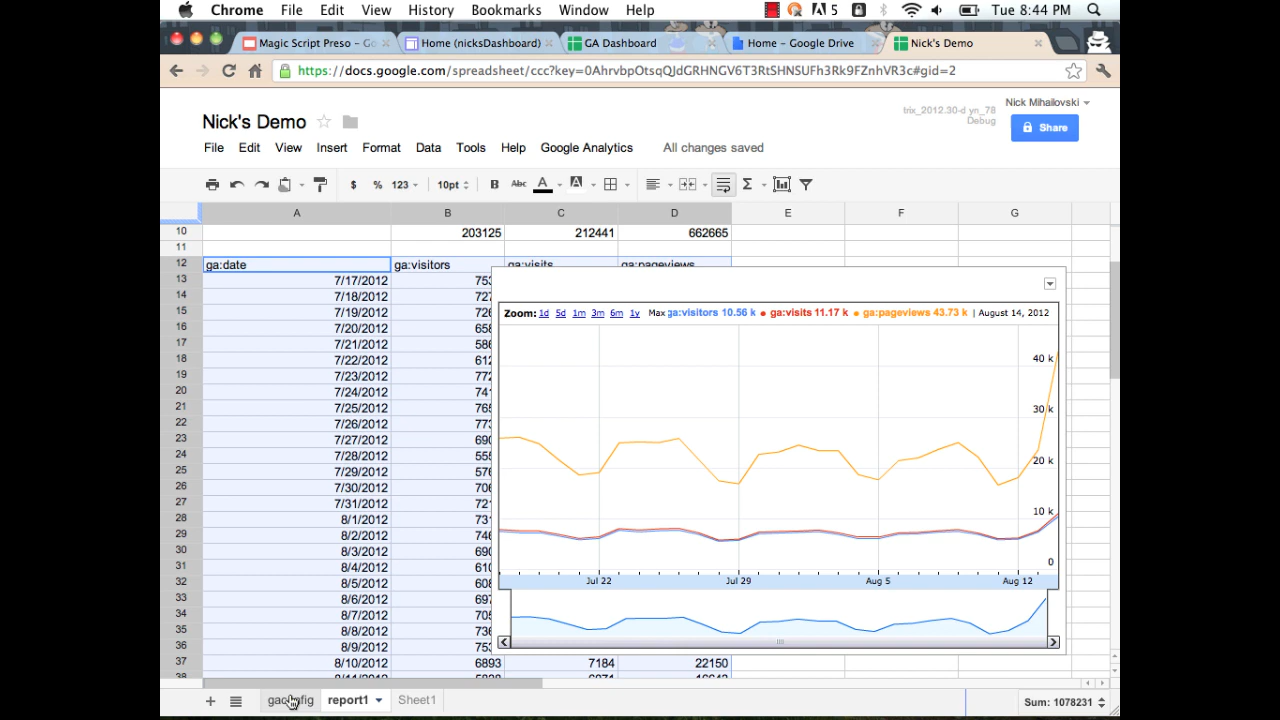 Chrome File Edit View History Bookmarks Window Help 5 Tue 8:44 PM
Magic Script Preso - Go Home (nicksDashboard) GA Dashboard Home - Google Drive Nick's Demo
https://docs.google.com/spreadsheet/ccc?key=
Nick Mihailovski
trix_2012.30-d yn_78
Debug
Nick's Demo
Share
File Edit View Insert Format Data Tools Help Google Analytics All changes saved
$ % 123 10pt B Abc A A Σ
A B C D E F G
10 203125 212441 662665
11
12 ga:date ga:visitors ga:visits ga:pageviews
13 7/17/2012
14 7/18/2012
15 7/19/2012
16 7/20/2012
17 7/21/2012
18 7/22/2012
19 7/23/2012
20 7/24/2012
21 7/25/2012
22 7/26/2012
23 7/27/2012
24 7/28/2012
25 7/29/2012
26 7/30/2012
27 7/31/2012
28 8/1/2012
29 8/2/2012
30 8/3/2012
31 8/4/2012
32 8/5/2012
33 8/6/2012
34 8/7/2012
35 8/8/2012
36 8/9/2012
37 8/10/2012 6893 7184 22150
Zoom: 1d 5d 1m 3m 6m 1y Max ga:visitors 10.56 k ga:visits 11.17 k ga:pageviews 43.73 k | August 14, 2012
40 k
30 k
20 k
10 k
0
Jul 22 Jul 29 Aug 5 Aug 12
report1 Sheet1 Sum: 1078231